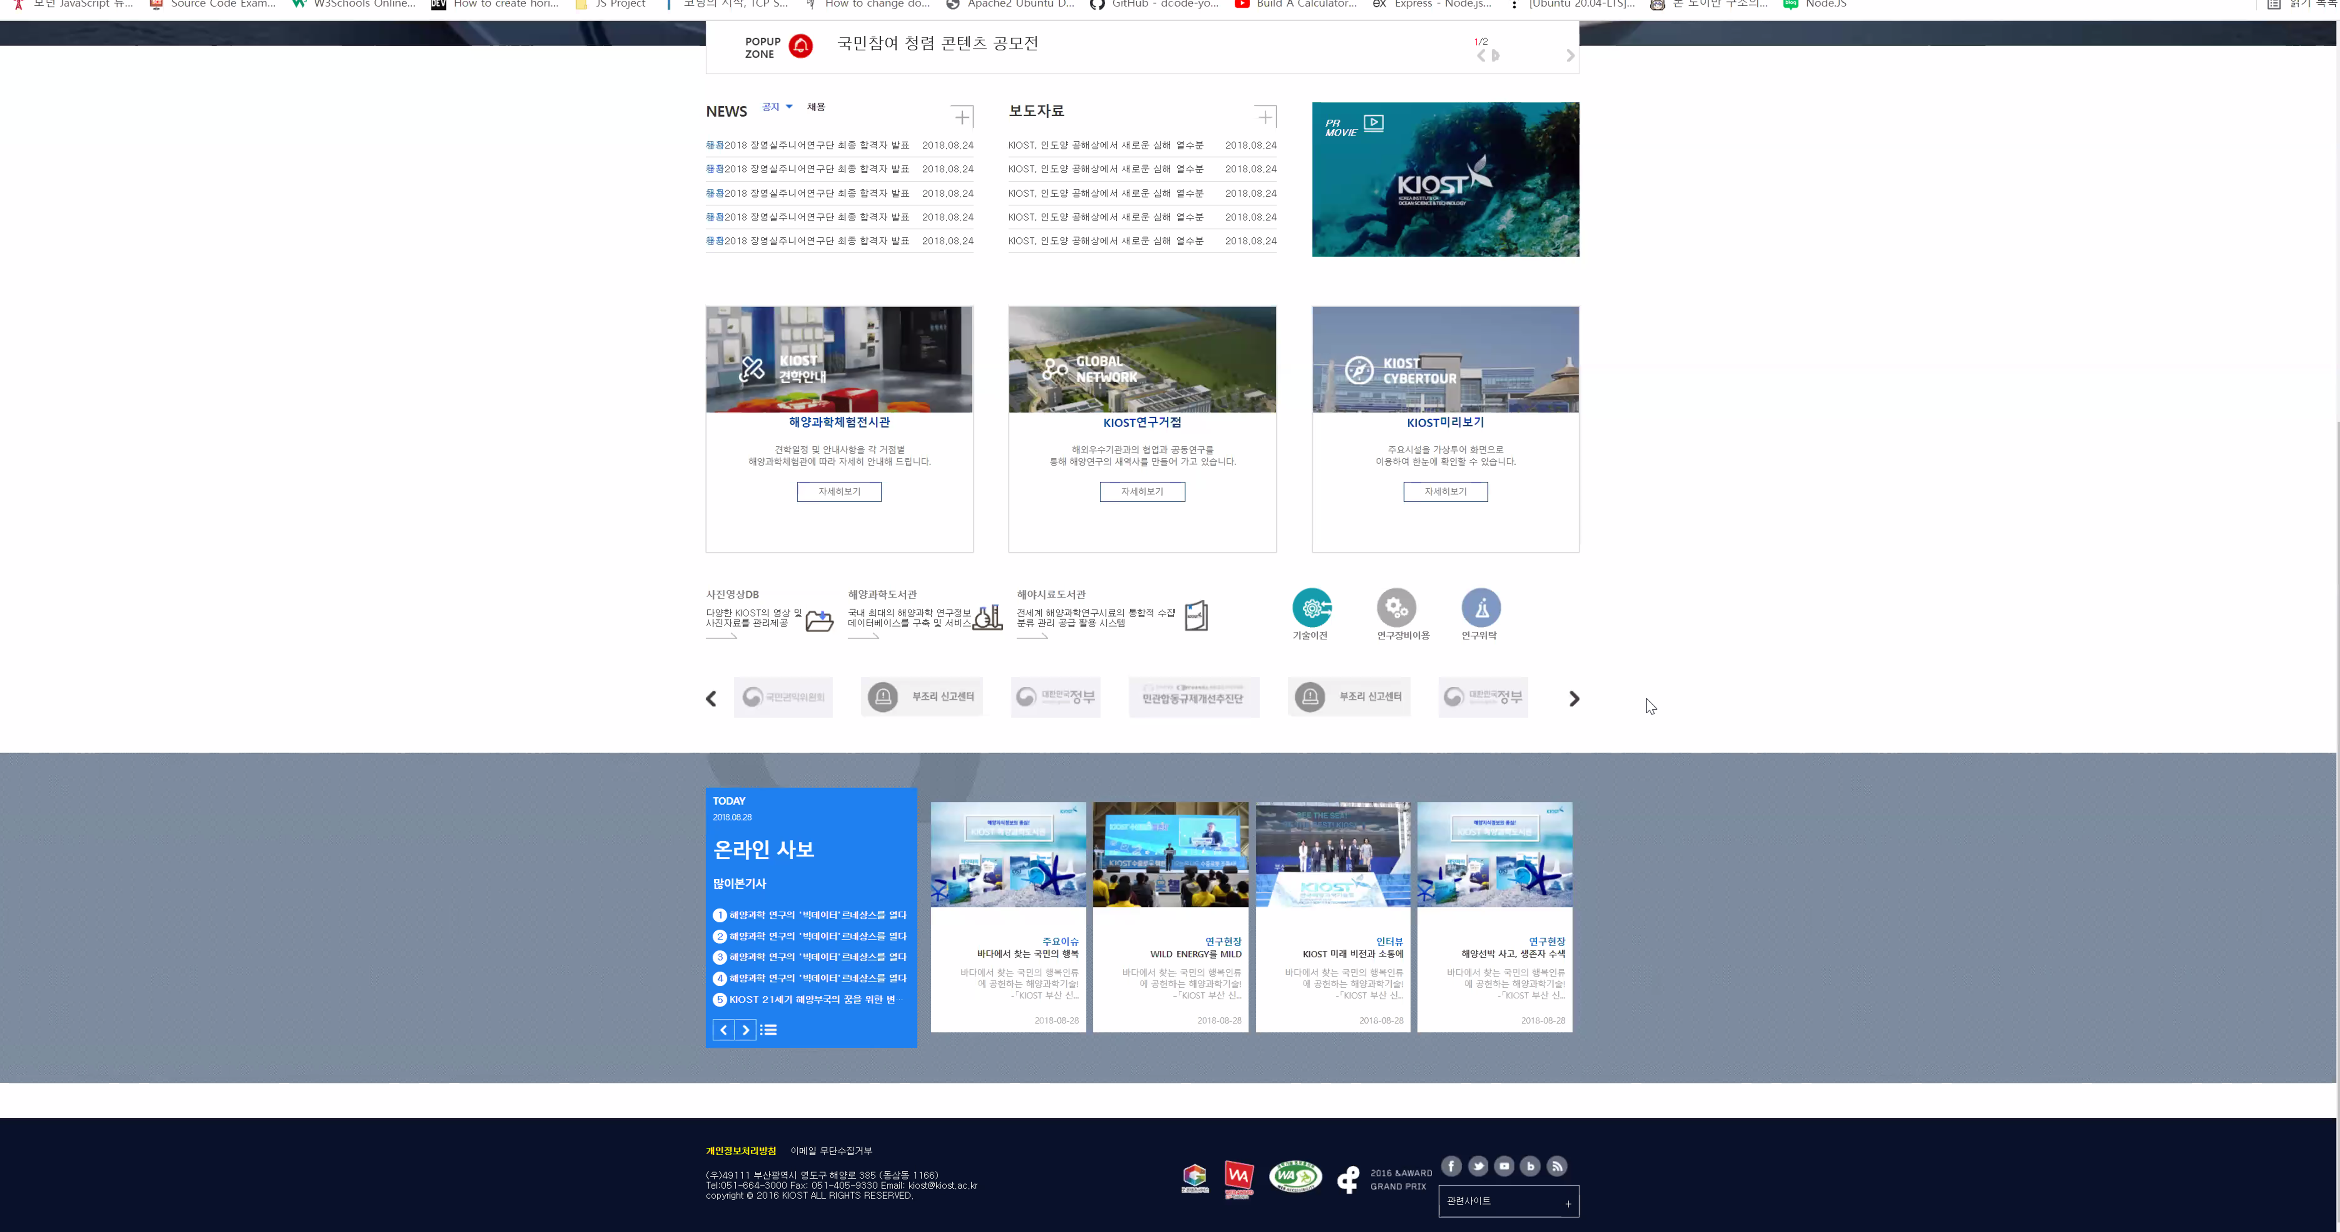 모던 JavaScript 튜... Source Code Exam... W3Schools Online... How to create hori... JS Project 코딩의 시작, TCP S... How to change do... Apache2 Ubuntu D... GitHub - dcode-yo... Build A Calculator... Express - Node.js... [Ubuntu 20.04-LTS]... NodeJS 읽기 목록
POPUP
ZONE
국민참여 청렴 콘텐츠 공모전
1/2
NEWS 공지 채용
2018 장영실주니어연구단 최종 합격자 발표 2018.08.24
2018 장영실주니어연구단 최종 합격자 발표 2018.08.24
2018 장영실주니어연구단 최종 합격자 발표 2018.08.24
2018 장영실주니어연구단 최종 합격자 발표 2018.08.24
2018 장영실주니어연구단 최종 합격자 발표 2018.08.24
보도자료
KIOST, 인도양 공해상에서 새로운 심해 열수분 2018.08.24
KIOST, 인도양 공해상에서 새로운 심해 열수분 2018.08.24
KIOST, 인도양 공해상에서 새로운 심해 열수분 2018.08.24
KIOST, 인도양 공해상에서 새로운 심해 열수분 2018.08.24
KIOST, 인도양 공해상에서 새로운 심해 열수분 2018.08.24
PR
MOVIE
KIOST
KOREA INSTITUTE OF
OCEAN SCIENCE & TECHNOLOGY
KIOST
견학안내
해양과학체험전시관
견학일정 및 안내사항을 각 거점별
해양과학체험관에 따라 자세히 안내해 드립니다.
자세히보기
GLOBAL
NETWORK
KIOST연구거점
해외우수기관과의 협업과 공동연구를
통해 해양연구의 새역사를 만들어 가고 있습니다.
자세히보기
KIOST
CYBERTOUR
KIOST미리보기
주요시설을 가상투어 화면으로
이용하여 한눈에 확인할 수 있습니다.
자세히보기
사진영상DB
다양한 KIOST의 영상 및
사진자료를 관리제공
해양과학도서관
국내 최대의 해양과학 연구정보
데이터베이스를 구축 및 서비스
해야시료도서관
전세계 해양과학연구시료의 통합적 수집
분류 관리 공급 활용 시스템
기술이전
연구장비이용
연구위탁
국민권익위원회
부조리 신고센터
대한민국정부
민관합동규제개선추진단
부조리 신고센터
대한민국정부
TODAY
2018.08.28
온라인 사보
많이본기사
1 해양과학 연구의 '빅데이터'르네상스를 열다
2 해양과학 연구의 '빅데이터'르네상스를 열다
3 해양과학 연구의 '빅데이터'르네상스를 열다
4 해양과학 연구의 '빅데이터'르네상스를 열다
5 KIOST 21세기 해양부국의 꿈을 위한 변…
해양지식정보의 중심!
KIOST 해양과학도서관
주요이슈
바다에서 찾는 국민의 행복
바다에서 찾는 국민의 행복인류
에 공헌하는 해양과학기술!
-「KIOST 부산 신...
2018-08-28
연구현장
WILD ENERGY를 MILD
바다에서 찾는 국민의 행복인류
에 공헌하는 해양과학기술!
-「KIOST 부산 신...
2018-08-28
KIOST
인터뷰
KIOST 미래 비전과 소통에
바다에서 찾는 국민의 행복인류
에 공헌하는 해양과학기술!
-「KIOST 부산 신...
2018-08-28
해양지식정보의 중심!
KIOST 해양과학도서관
연구현장
해양선박 사고, 생존자 수색
바다에서 찾는 국민의 행복인류
에 공헌하는 해양과학기술!
-「KIOST 부산 신...
2018-08-28
개인정보처리방침 이메일 무단수집거부
(우)49111 부산광역시 영도구 해양로 385 (동삼동 1166)
Tel:051-664-3000 Fax: 051-405-9330 Email: kiost@kiost.ac.kr
copyright © 2016 KIOST ALL RIGHTS RESERVED.
WA
WA
2016 &AWARD
GRAND PRIX
관련사이트 +